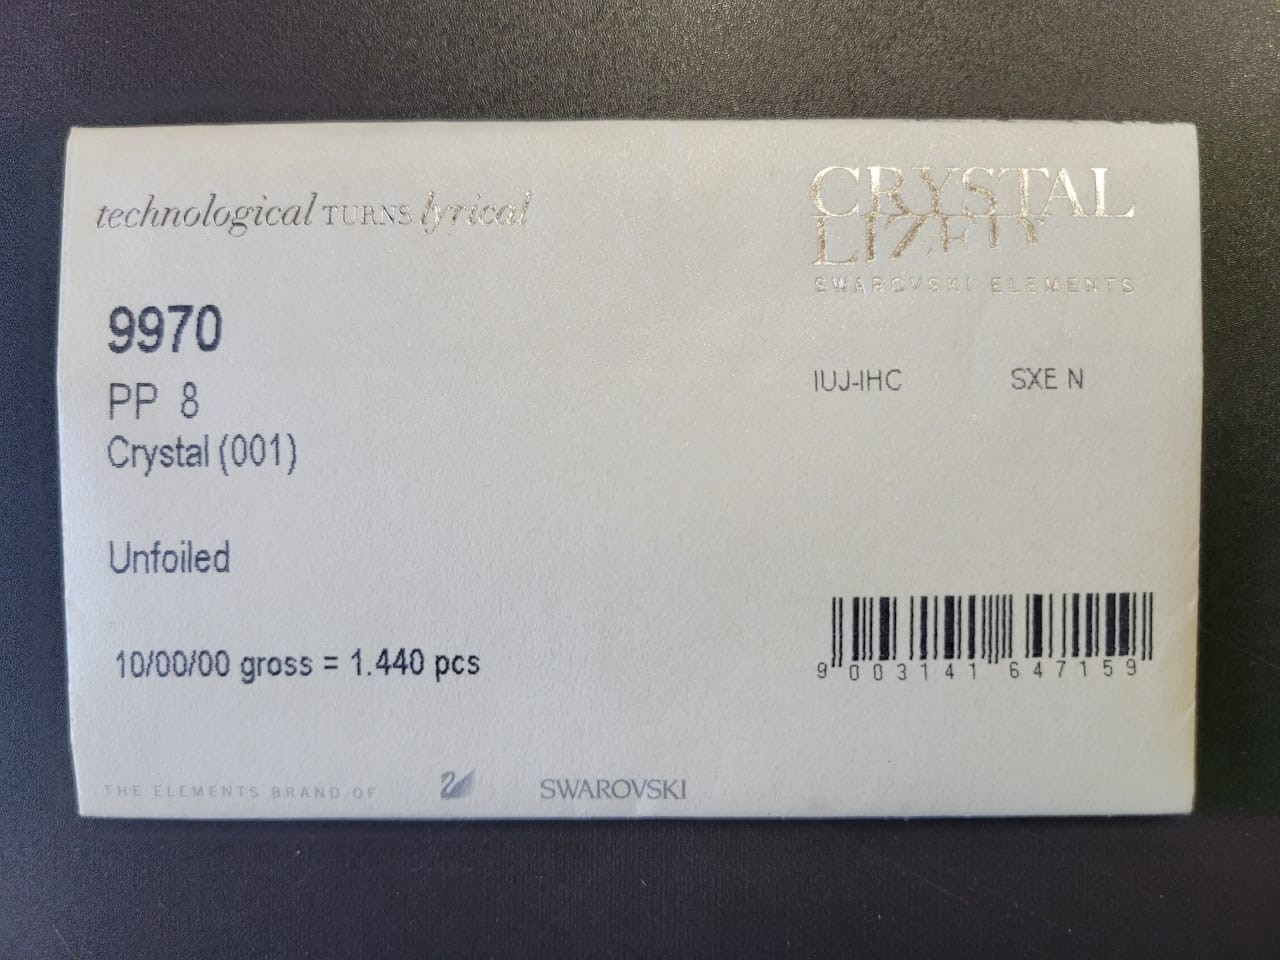 technological TURNS lyrical
CRYSTAL
LIZED
SWAROVSKI ELEMENTS
9970
PP 8
Crystal (001)
IUJ-IHC SXE N
Unfoiled
10/00/00 gross = 1.440 pcs
9 003141 647159
THE ELEMENTS BRAND OF SWAROVSKI